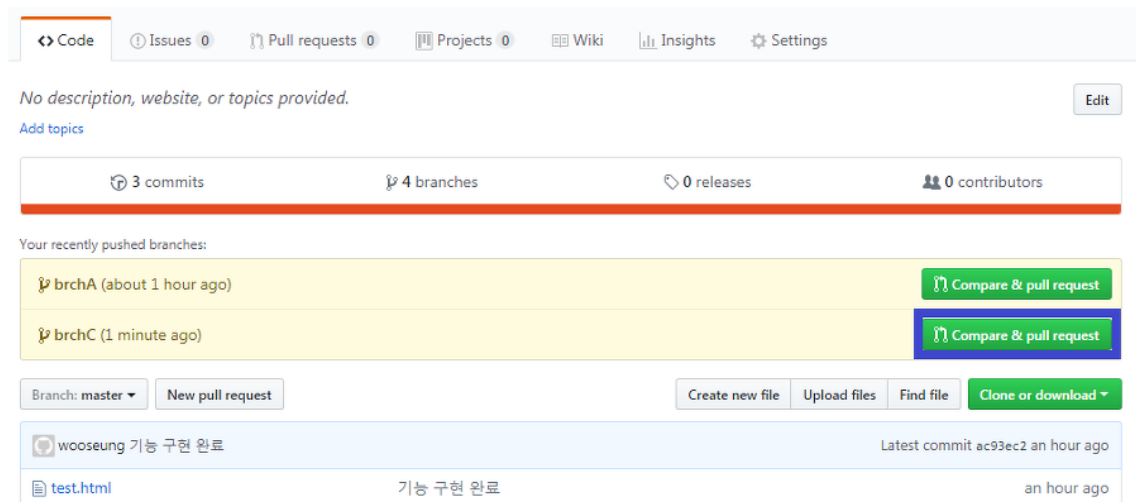 Code Issues 0 Pull requests 0 Projects 0 Wiki Insights Settings
No description, website, or topics provided. Edit
Add topics
3 commits 4 branches 0 releases 0 contributors
Your recently pushed branches:
brchA (about 1 hour ago) Compare & pull request
brchC (1 minute ago) Compare & pull request
Branch: master New pull request Create new file Upload files Find file Clone or download
wooseung 기능 구현 완료 Latest commit ac93ec2 an hour ago
test.html 기능 구현 완료 an hour ago